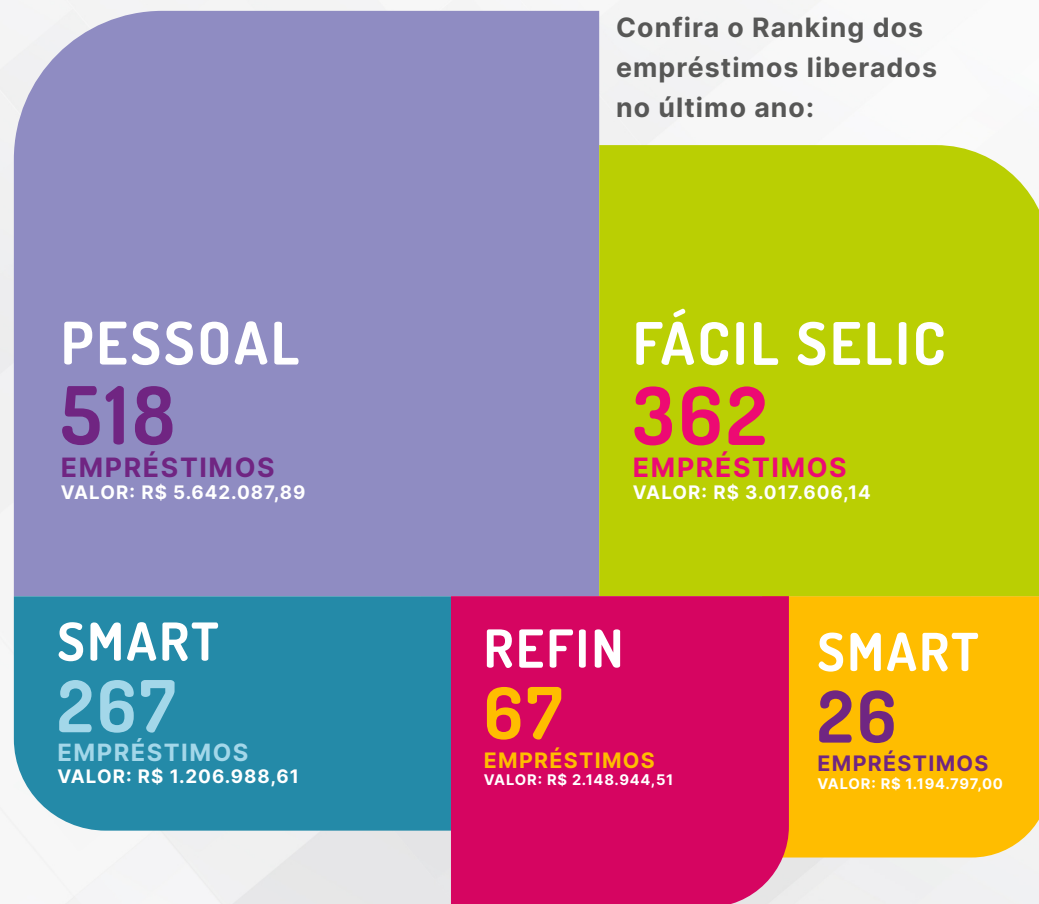 Confira o Ranking dos
empréstimos liberados
no último ano:
PESSOAL
518
EMPRÉSTIMOS
VALOR: R$ 5.642.087,89
FÁCIL SELIC
362
EMPRÉSTIMOS
VALOR: R$ 3.017.606,14
SMART
267
EMPRÉSTIMOS
VALOR: R$ 1.206.988,61
REFIN
67
EMPRÉSTIMOS
VALOR: R$ 2.148.944,51
SMART
26
EMPRÉSTIMOS
VALOR: R$ 1.194.797,00